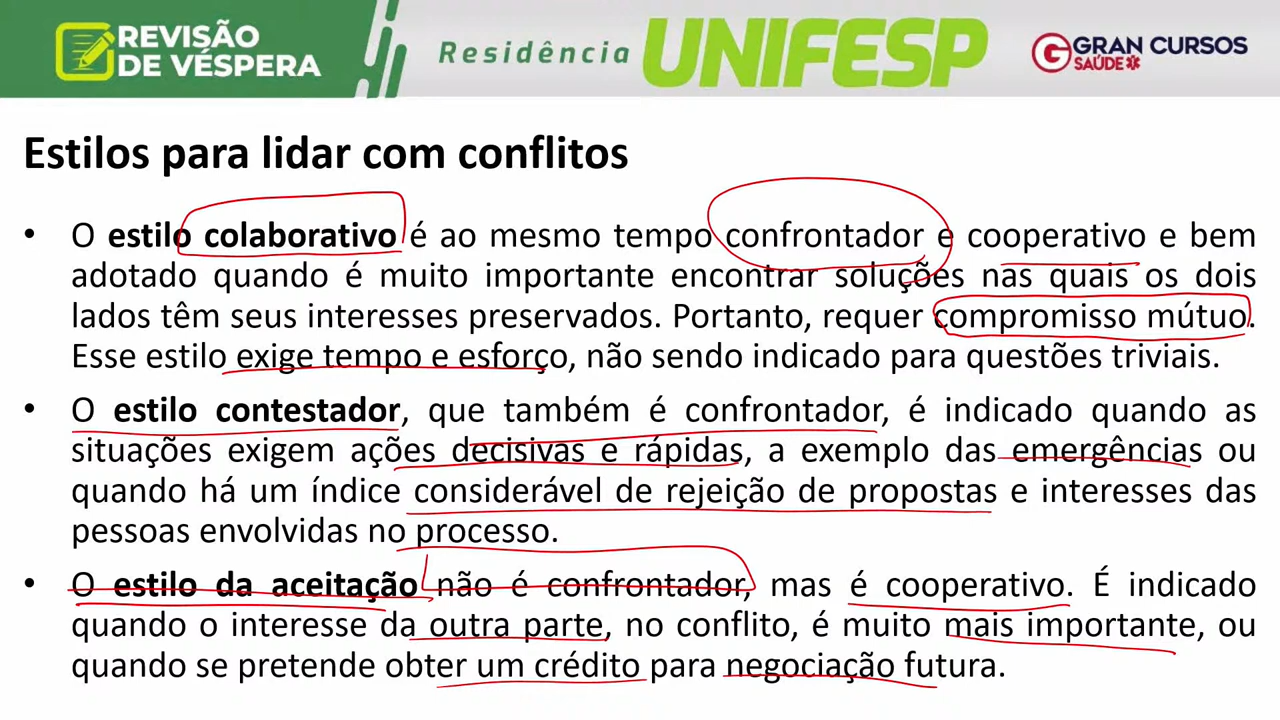 REVISÃO
DE VÉSPERA
Residência UNIFESP
G GRAN CURSOS
SAÚDE
Estilos para lidar com conflitos
• O estilo colaborativo é ao mesmo tempo confrontador e cooperativo e bem
adotado quando é muito importante encontrar soluções nas quais os dois
lados têm seus interesses preservados. Portanto, requer compromisso mútuo.
Esse estilo exige tempo e esforço, não sendo indicado para questões triviais.
• O estilo contestador, que também é confrontador, é indicado quando as
situações exigem ações decisivas e rápidas, a exemplo das emergências ou
quando há um índice considerável de rejeição de propostas e interesses das
pessoas envolvidas no processo.
• O estilo da aceitação não é confrontador, mas é cooperativo. É indicado
quando o interesse da outra parte, no conflito, é muito mais importante, ou
quando se pretende obter um crédito para negociação futura.